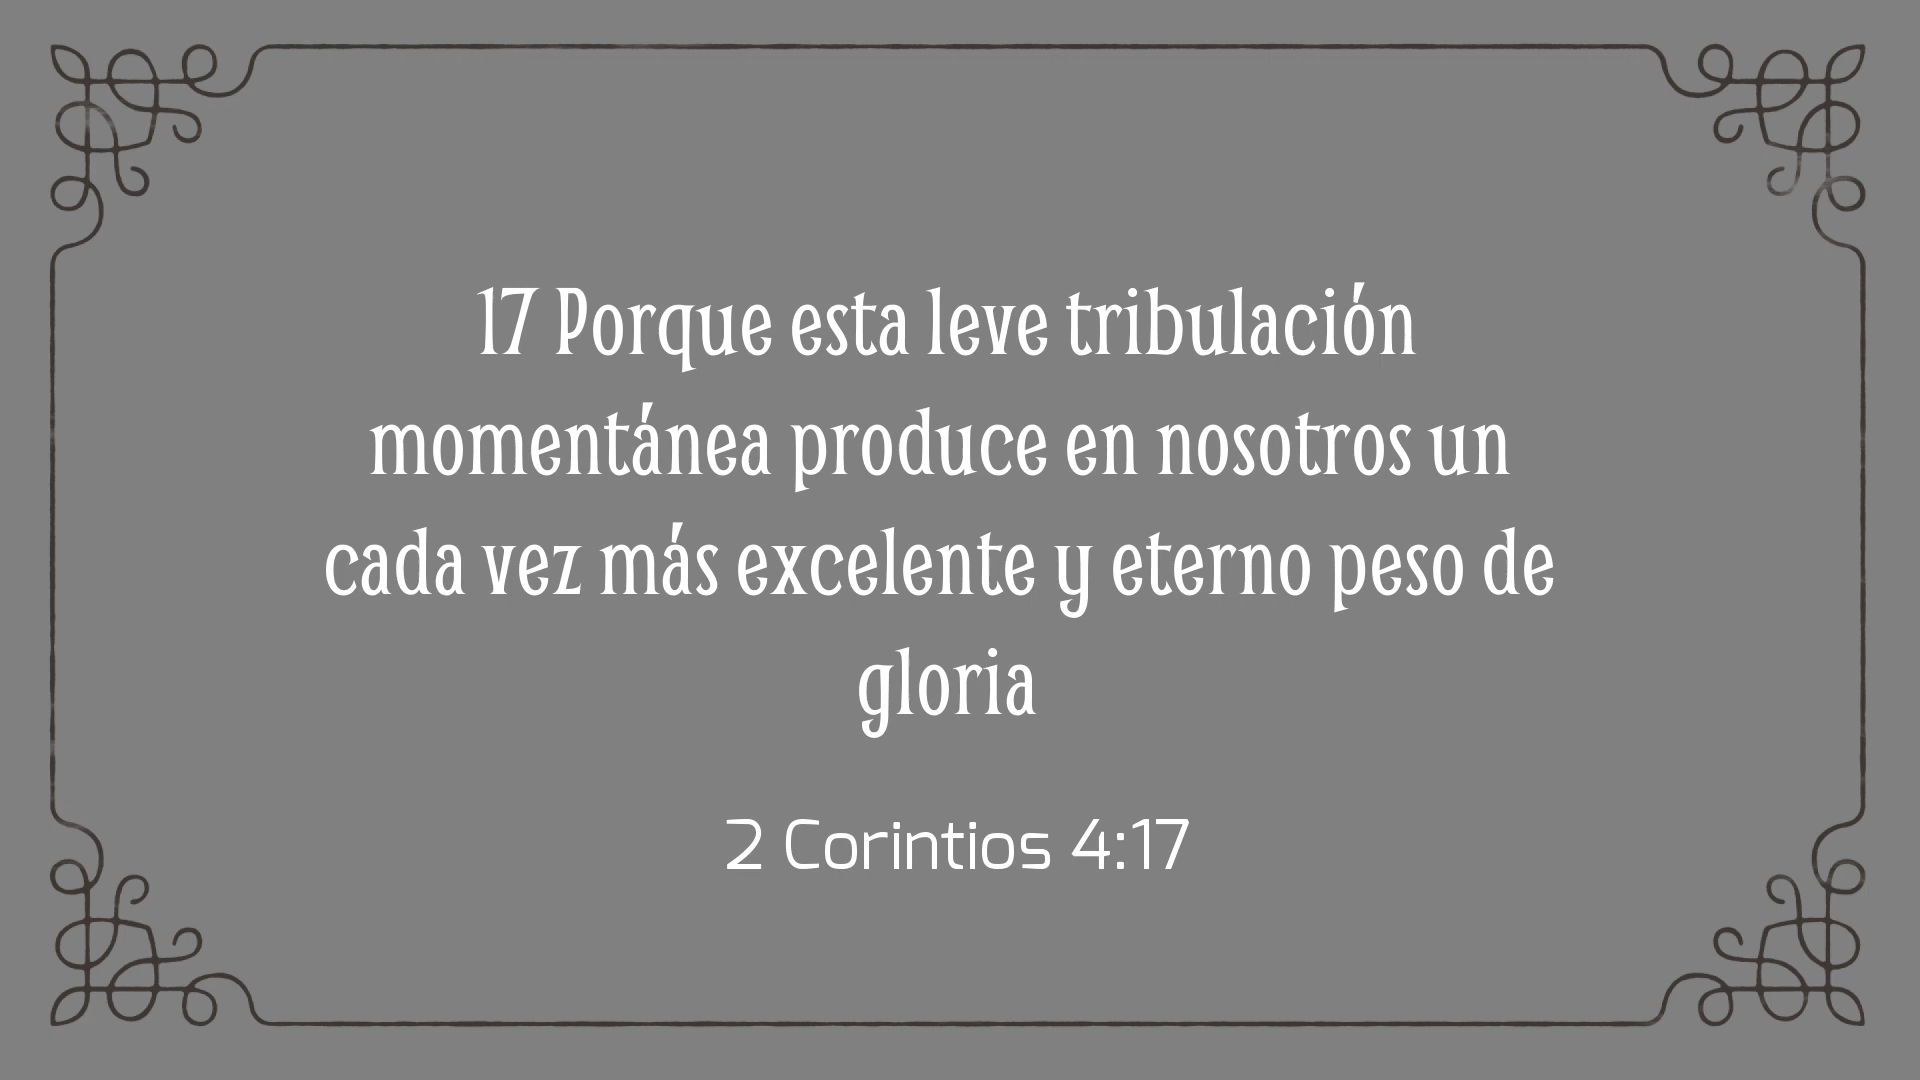 17 Porque esta leve tribulación
momentánea produce en nosotros un
cada vez más excelente y eterno peso de
gloria
2 Corintios 4:17